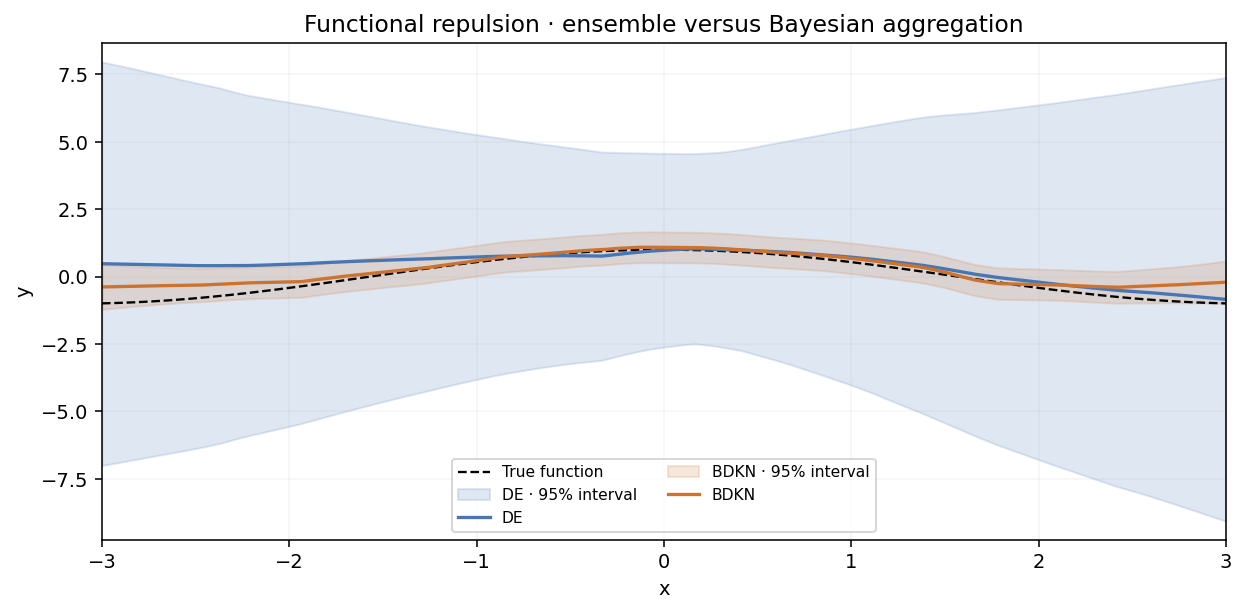 Functional repulsion · ensemble versus Bayesian aggregation
y
7.5
5.0
2.5
0.0
−2.5
−5.0
−7.5
True function
DE · 95% interval
DE
BDKN · 95% interval
BDKN
−3
−2
−1
0
1
2
3
x